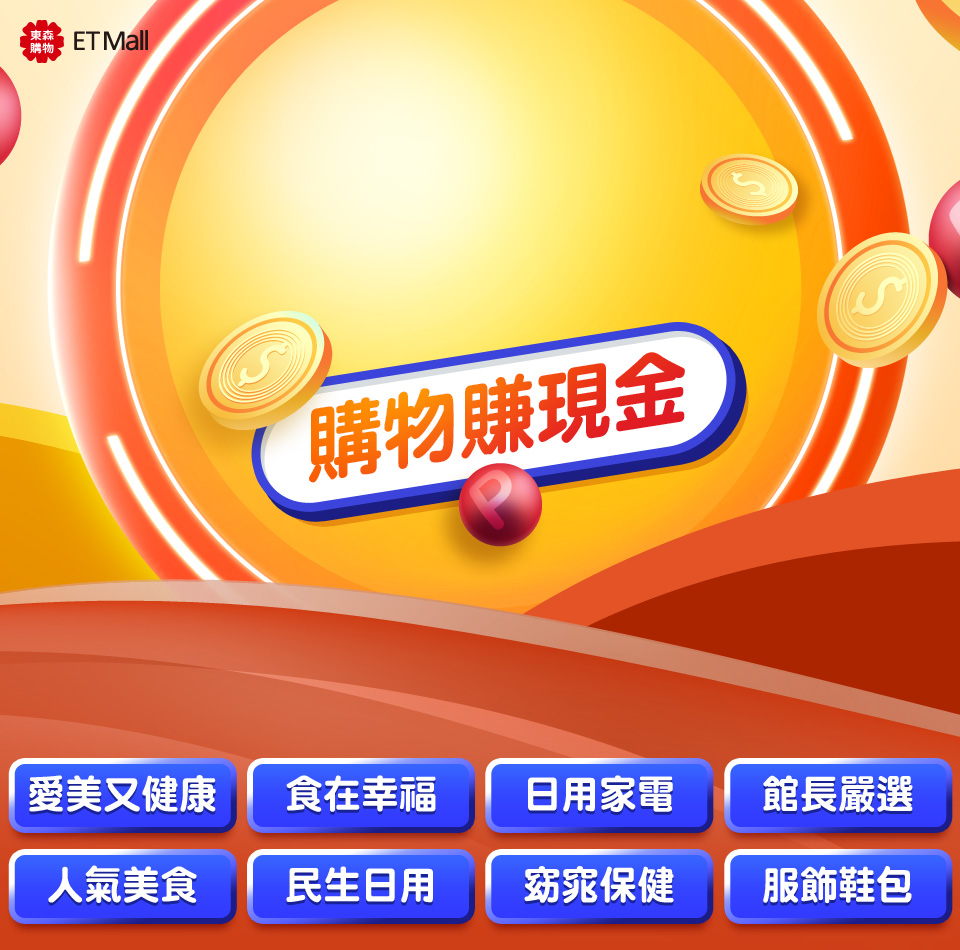 東森
購物
ETMall
購物賺現金
P
愛美又健康
食在幸福
日用家電
館長嚴選
人氣美食
民生日用
窈窕保健
服飾鞋包